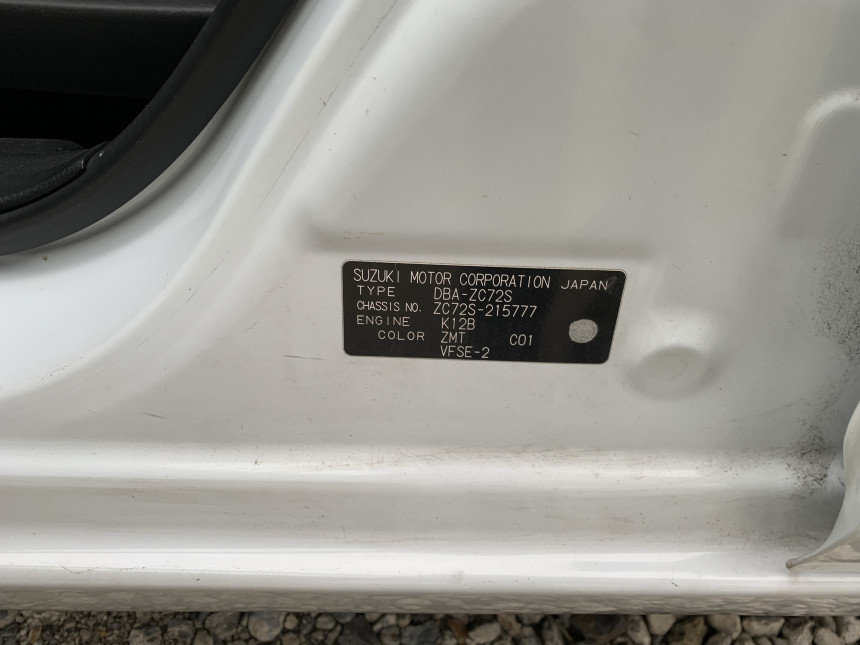 SUZUKI MOTOR CORPORATION JAPAN
TYPE DBA-ZC72S
CHASSIS NO. ZC72S-215777
ENGINE K12B
COLOR ZMT C01
VFSE-2